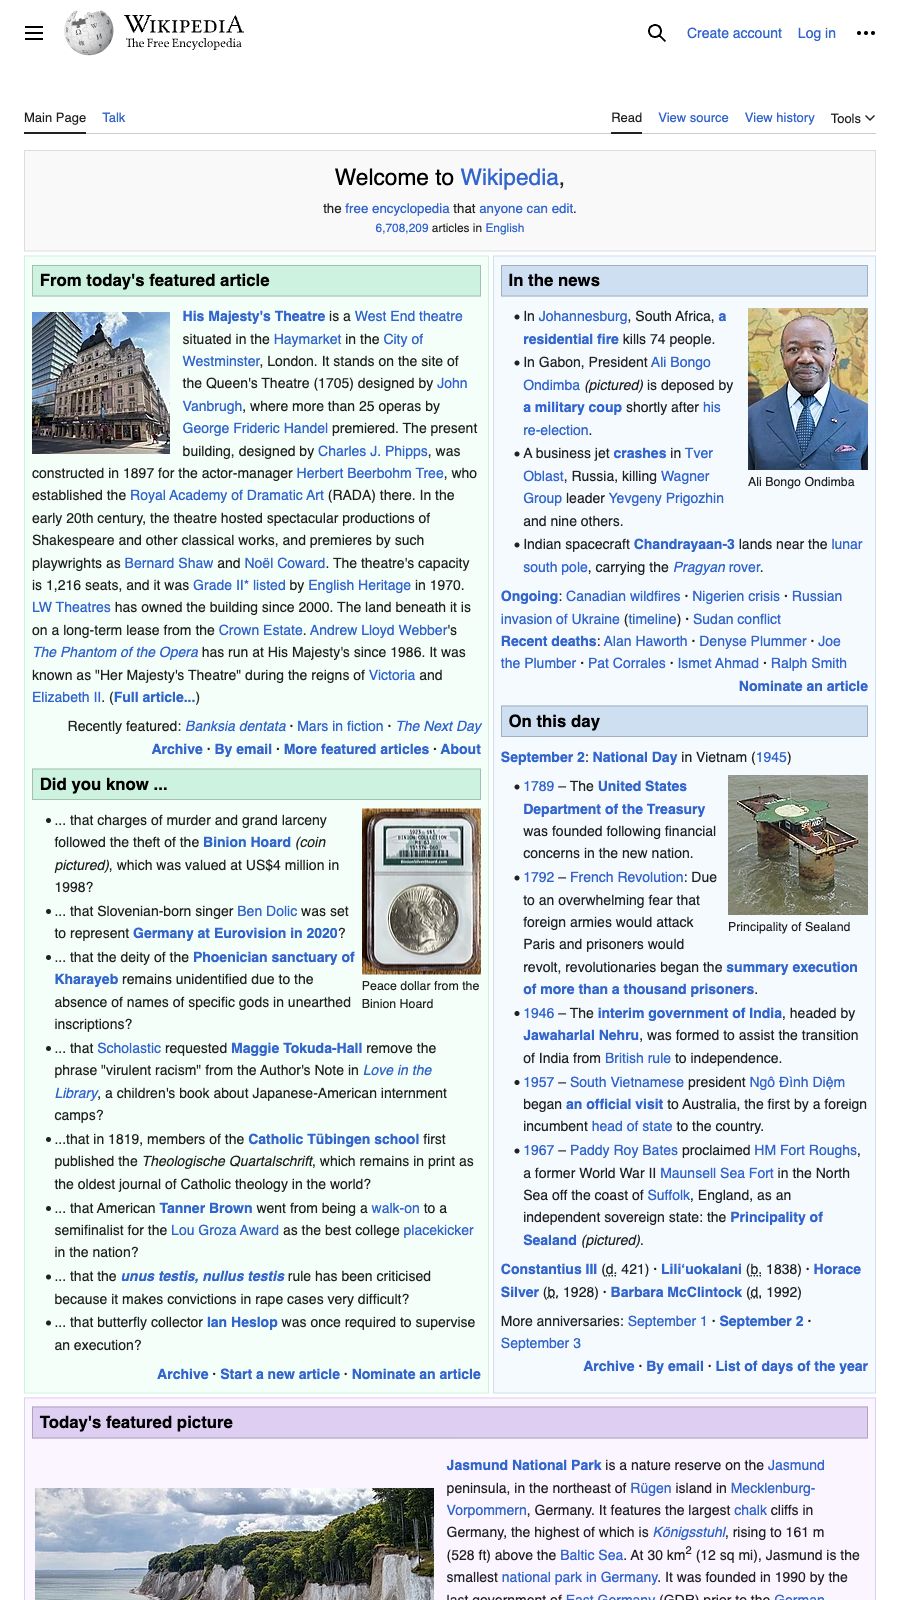 WIKIPEDIA
The Free Encyclopedia
Create account Log in
Main Page Talk
Read View source View history Tools
Welcome to Wikipedia,
the free encyclopedia that anyone can edit.
6,708,209 articles in English
From today's featured article
His Majesty's Theatre is a West End theatre
situated in the Haymarket in the City of
Westminster, London. It stands on the site of
the Queen's Theatre (1705) designed by John
Vanbrugh, where more than 25 operas by
George Frideric Handel premiered. The present
building, designed by Charles J. Phipps, was
constructed in 1897 for the actor-manager Herbert Beerbohm Tree, who
established the Royal Academy of Dramatic Art (RADA) there. In the
early 20th century, the theatre hosted spectacular productions of
Shakespeare and other classical works, and premieres by such
playwrights as Bernard Shaw and Noël Coward. The theatre's capacity
is 1,216 seats, and it was Grade II* listed by English Heritage in 1970.
LW Theatres has owned the building since 2000. The land beneath it is
on a long-term lease from the Crown Estate. Andrew Lloyd Webber's
The Phantom of the Opera has run at His Majesty's since 1986. It was
known as "Her Majesty's Theatre" during the reigns of Victoria and
Elizabeth II. (Full article...)
Recently featured: Banksia dentata · Mars in fiction · The Next Day
Archive · By email · More featured articles · About
Did you know ...
• ... that charges of murder and grand larceny
followed the theft of the Binion Hoard (coin
pictured), which was valued at US$4 million in
1998?
• ... that Slovenian-born singer Ben Dolic was set
to represent Germany at Eurovision in 2020?
• ... that the deity of the Phoenician sanctuary of
Kharayeb remains unidentified due to the
absence of names of specific gods in unearthed
inscriptions?
BINION COLLECTION
Peace dollar from the
Binion Hoard
• ... that Scholastic requested Maggie Tokuda-Hall remove the
phrase "virulent racism" from the Author's Note in Love in the
Library, a children's book about Japanese-American internment
camps?
• ...that in 1819, members of the Catholic Tübingen school first
published the Theologische Quartalschrift, which remains in print as
the oldest journal of Catholic theology in the world?
• ... that American Tanner Brown went from being a walk-on to a
semifinalist for the Lou Groza Award as the best college placekicker
in the nation?
• ... that the unus testis, nullus testis rule has been criticised
because it makes convictions in rape cases very difficult?
• ... that butterfly collector Ian Heslop was once required to supervise
an execution?
Archive · Start a new article · Nominate an article
In the news
• In Johannesburg, South Africa, a
residential fire kills 74 people.
• In Gabon, President Ali Bongo
Ondimba (pictured) is deposed by
a military coup shortly after his
re-election.
• A business jet crashes in Tver
Oblast, Russia, killing Wagner
Group leader Yevgeny Prigozhin
and nine others.
Ali Bongo Ondimba
• Indian spacecraft Chandrayaan-3 lands near the lunar
south pole, carrying the Pragyan rover.
Ongoing: Canadian wildfires · Nigerien crisis · Russian
invasion of Ukraine (timeline) · Sudan conflict
Recent deaths: Alan Haworth · Denyse Plummer · Joe
the Plumber · Pat Corrales · Ismet Ahmad · Ralph Smith
Nominate an article
On this day
September 2: National Day in Vietnam (1945)
• 1789 – The United States
Department of the Treasury
was founded following financial
concerns in the new nation.
• 1792 – French Revolution: Due
to an overwhelming fear that
foreign armies would attack
Paris and prisoners would
revolt, revolutionaries began the summary execution
of more than a thousand prisoners.
Principality of Sealand
• 1946 – The interim government of India, headed by
Jawaharlal Nehru, was formed to assist the transition
of India from British rule to independence.
• 1957 – South Vietnamese president Ngô Đình Diệm
began an official visit to Australia, the first by a foreign
incumbent head of state to the country.
• 1967 – Paddy Roy Bates proclaimed HM Fort Roughs,
a former World War II Maunsell Sea Fort in the North
Sea off the coast of Suffolk, England, as an
independent sovereign state: the Principality of
Sealand (pictured).
Constantius III (d. 421) · Liliʻuokalani (b. 1838) · Horace
Silver (b. 1928) · Barbara McClintock (d. 1992)
More anniversaries: September 1 · September 2 ·
September 3
Archive · By email · List of days of the year
Today's featured picture
Jasmund National Park is a nature reserve on the Jasmund
peninsula, in the northeast of Rügen island in Mecklenburg-
Vorpommern, Germany. It features the largest chalk cliffs in
Germany, the highest of which is Königsstuhl, rising to 161 m
(528 ft) above the Baltic Sea. At 30 km² (12 sq mi), Jasmund is the
smallest national park in Germany. It was founded in 1990 by the
last government of East Germany (GDR) prior to the German